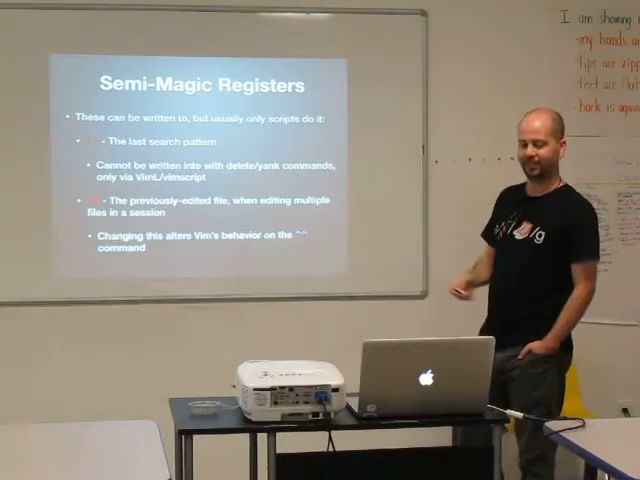 Semi-Magic Registers
• These can be written to, but usually only scripts do it:
• - The last search pattern
• Cannot be written into with delete/yank commands,
only via VimL/vimscript
• - The previously-edited file, when editing multiple
files in a session
• Changing this alters Vim's behavior on the ^^
command
I am showing
• my hands
lips are
feet are
back is again
/g